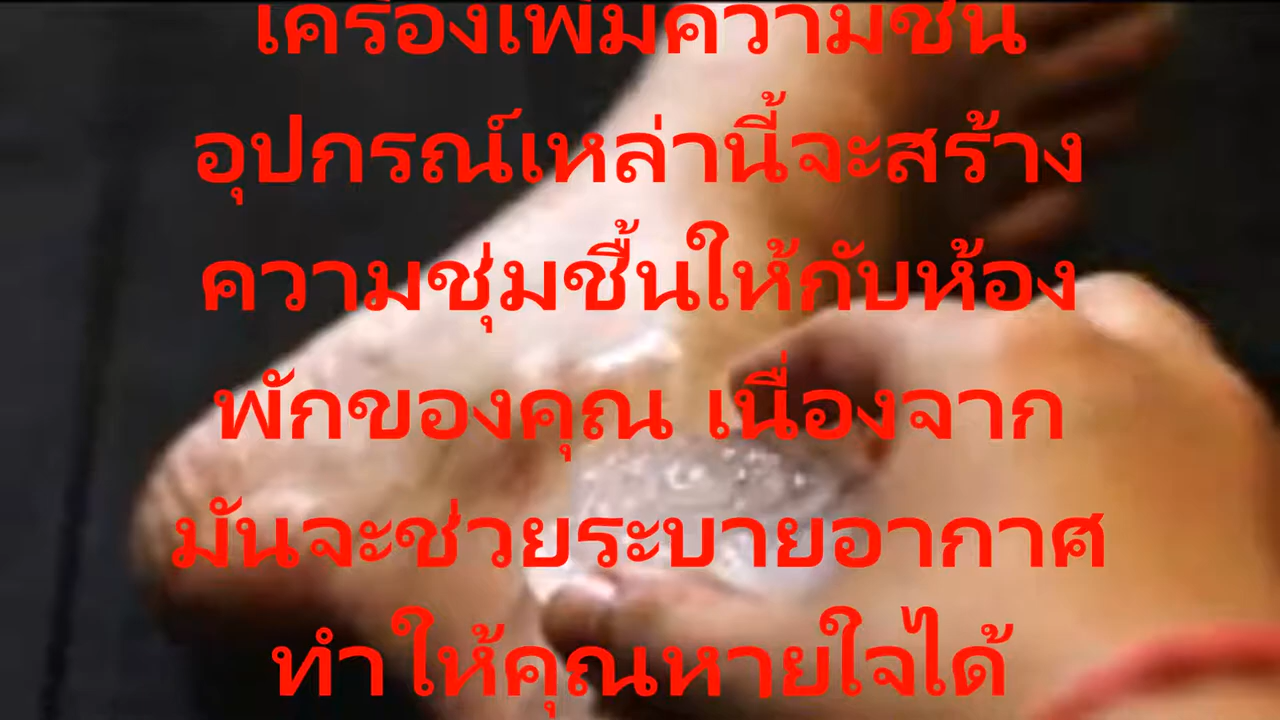 เครื่องเพิ่มความชื้น
อุปกรณ์เหล่านี้จะสร้าง
ความชุ่มชื้นให้กับห้อง
พักของคุณ เนื่องจาก
มันจะช่วยระบายอากาศ
ทำให้คุณหายใจได้